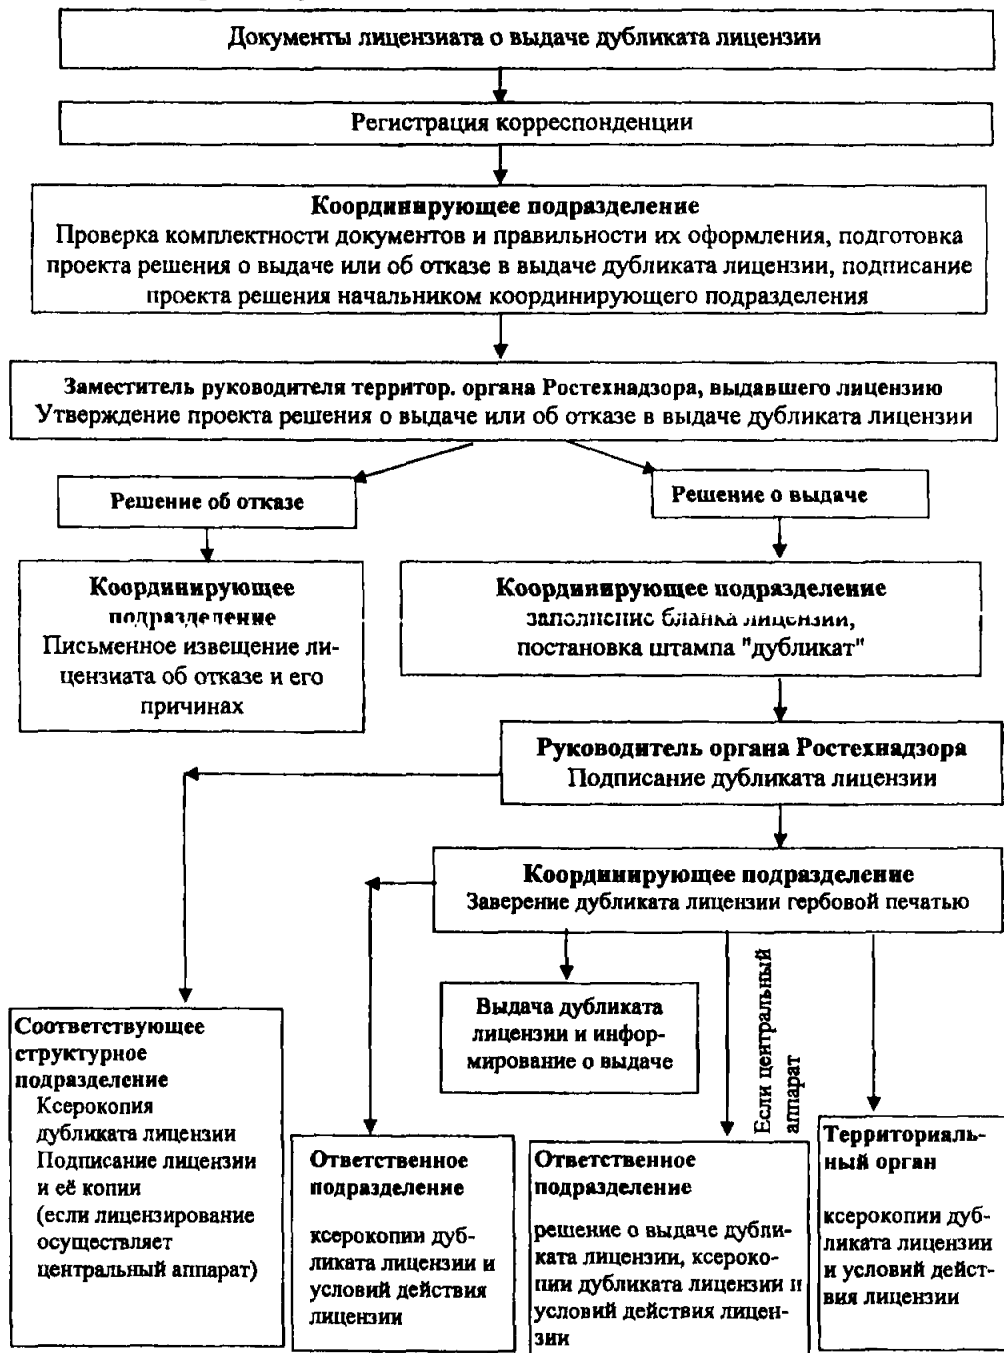 Документы лицензиата о выдаче дубликата лицензии
Регистрация корреспонденции
Координирующее подразделение
Проверка комплектности документов и правильности их оформления, подготовка
проекта решения о выдаче или об отказе в выдаче дубликата лицензии, подписание
проекта решения начальником координирующего подразделения
Заместитель руководителя территор. органа Ростехнадзора, выдавшего лицензию
Утверждение проекта решения о выдаче или об отказе в выдаче дубликата лицензии
Решение об отказе
Решение о выдаче
Координирующее
подразделение
Письменное извещение ли-
цензиата об отказе и его
причинах
Координирующее подразделение
заполнение бланка лицензии,
постановка штампа "дубликат"
Руководитель органа Ростехнадзора
Подписание дубликата лицензии
Координирующее подразделение
Заверение дубликата лицензии гербовой печатью
Если центральный
аппарат
Выдача дубликата
лицензии и инфор-
мирование о выдаче
Соответствующее
структурное
подразделение
Ксерокопия
дубликата лицензии
Подписание лицензии
и её копии
(если лицензирование
осуществляет
центральный аппарат)
Ответственное
подразделение
ксерокопии дуб-
ликата лицензии и
условий действия
лицензии
Ответственное
подразделение
решение о выдаче дубли-
ката лицензии, ксероко-
пии дубликата лицензии и
условий действия лицен-
зии
Территориаль-
ный орган
ксерокопии дуб-
ликата лицензии
и условий дейст-
вия лицензии